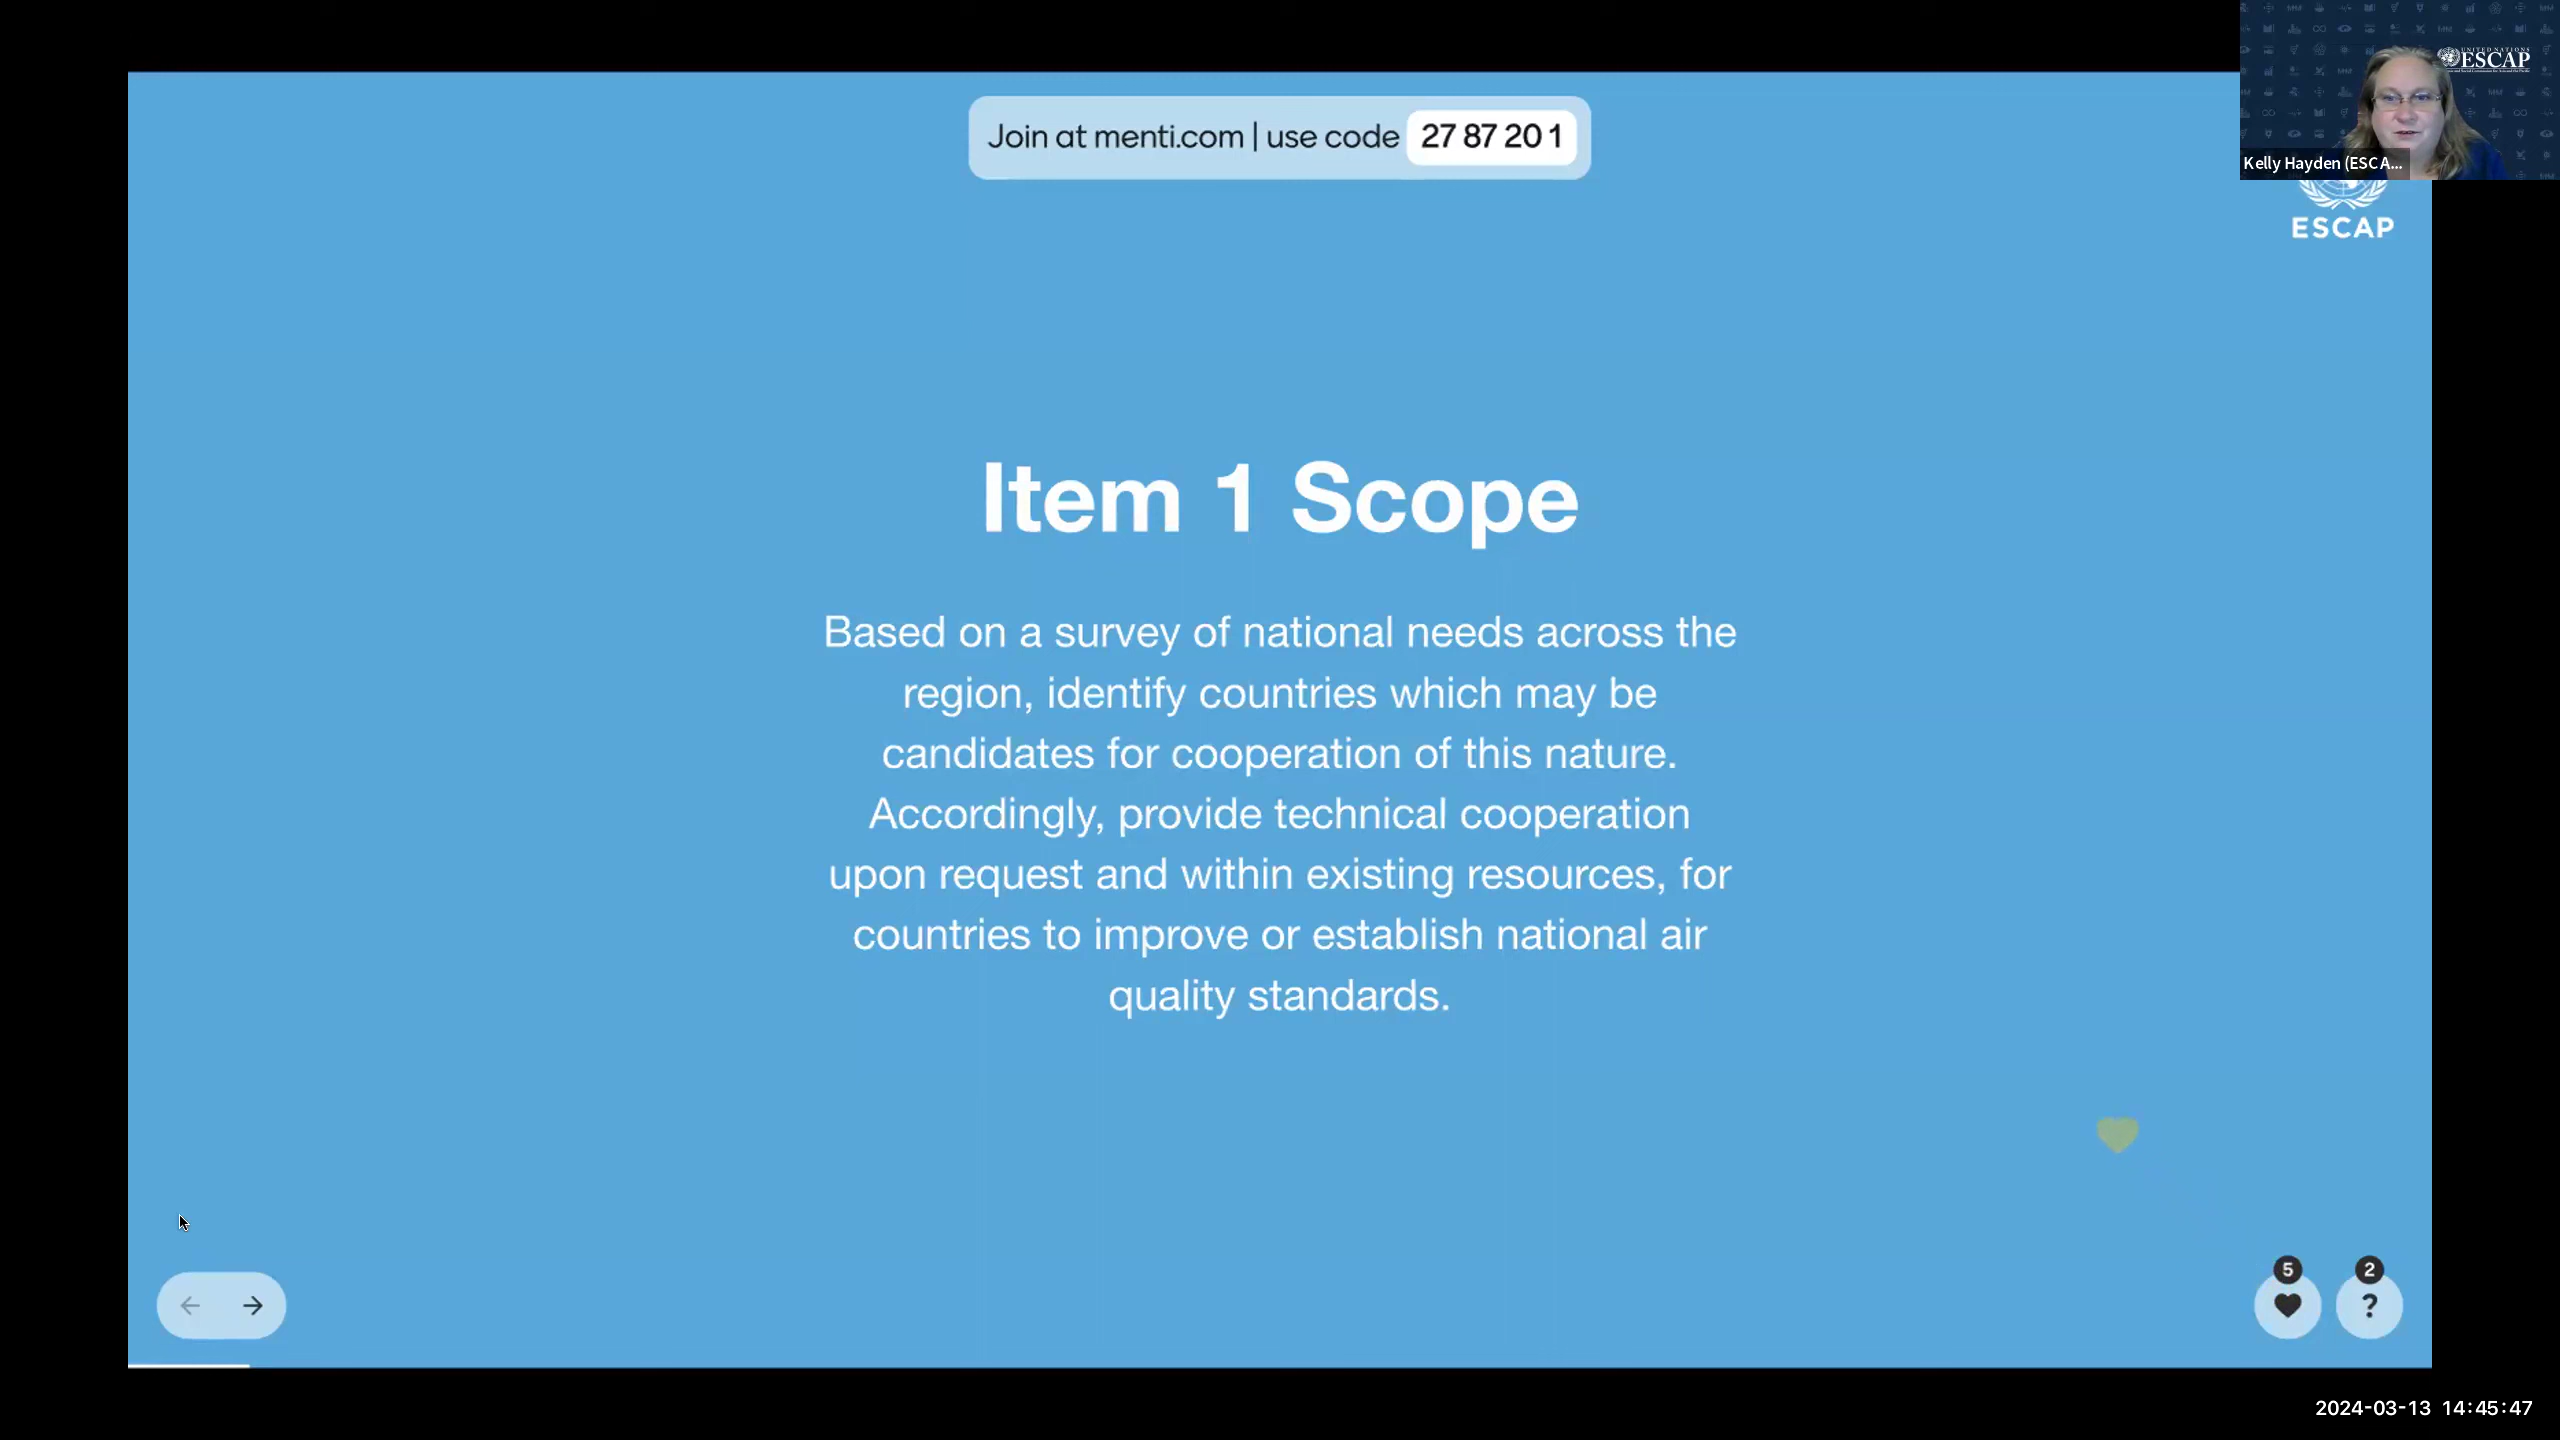 Join at menti.com | use code 27 87 20 1
UNITED NATIONS
ESCAP
Kelly Hayden (ESCA...
ESCAP
Item 1 Scope
Based on a survey of national needs across the
region, identify countries which may be
candidates for cooperation of this nature.
Accordingly, provide technical cooperation
upon request and within existing resources, for
countries to improve or establish national air
quality standards.
5
2
?
2024-03-13 14:45:47